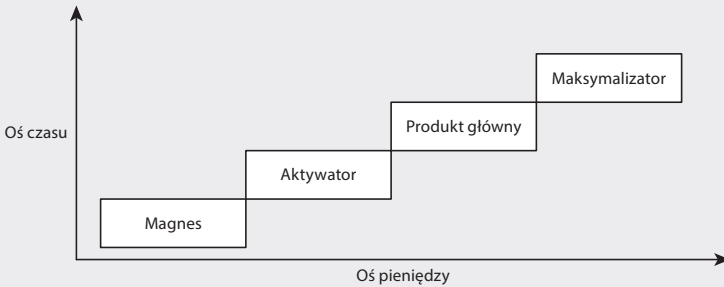 Maksymalizator
Produkt główny
Oś czasu
Aktywator
Magnes
Oś pieniędzy